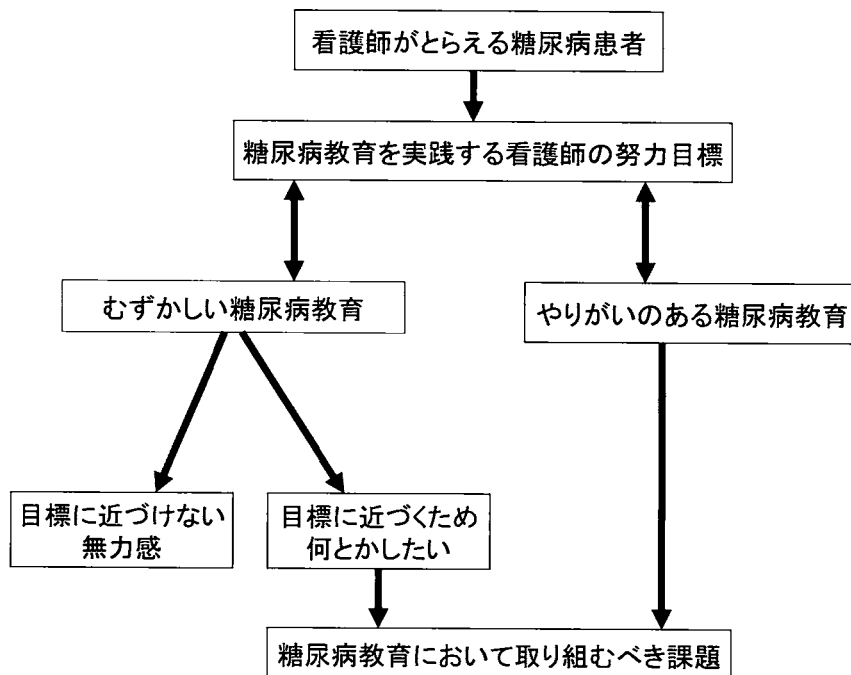 看護師がとらえる糖尿病患者
糖尿病教育を実践する看護師の努力目標
むずかしい糖尿病教育
やりがいのある糖尿病教育
目標に近づけない
無力感
目標に近づくため
何とかしたい
糖尿病教育において取り組むべき課題